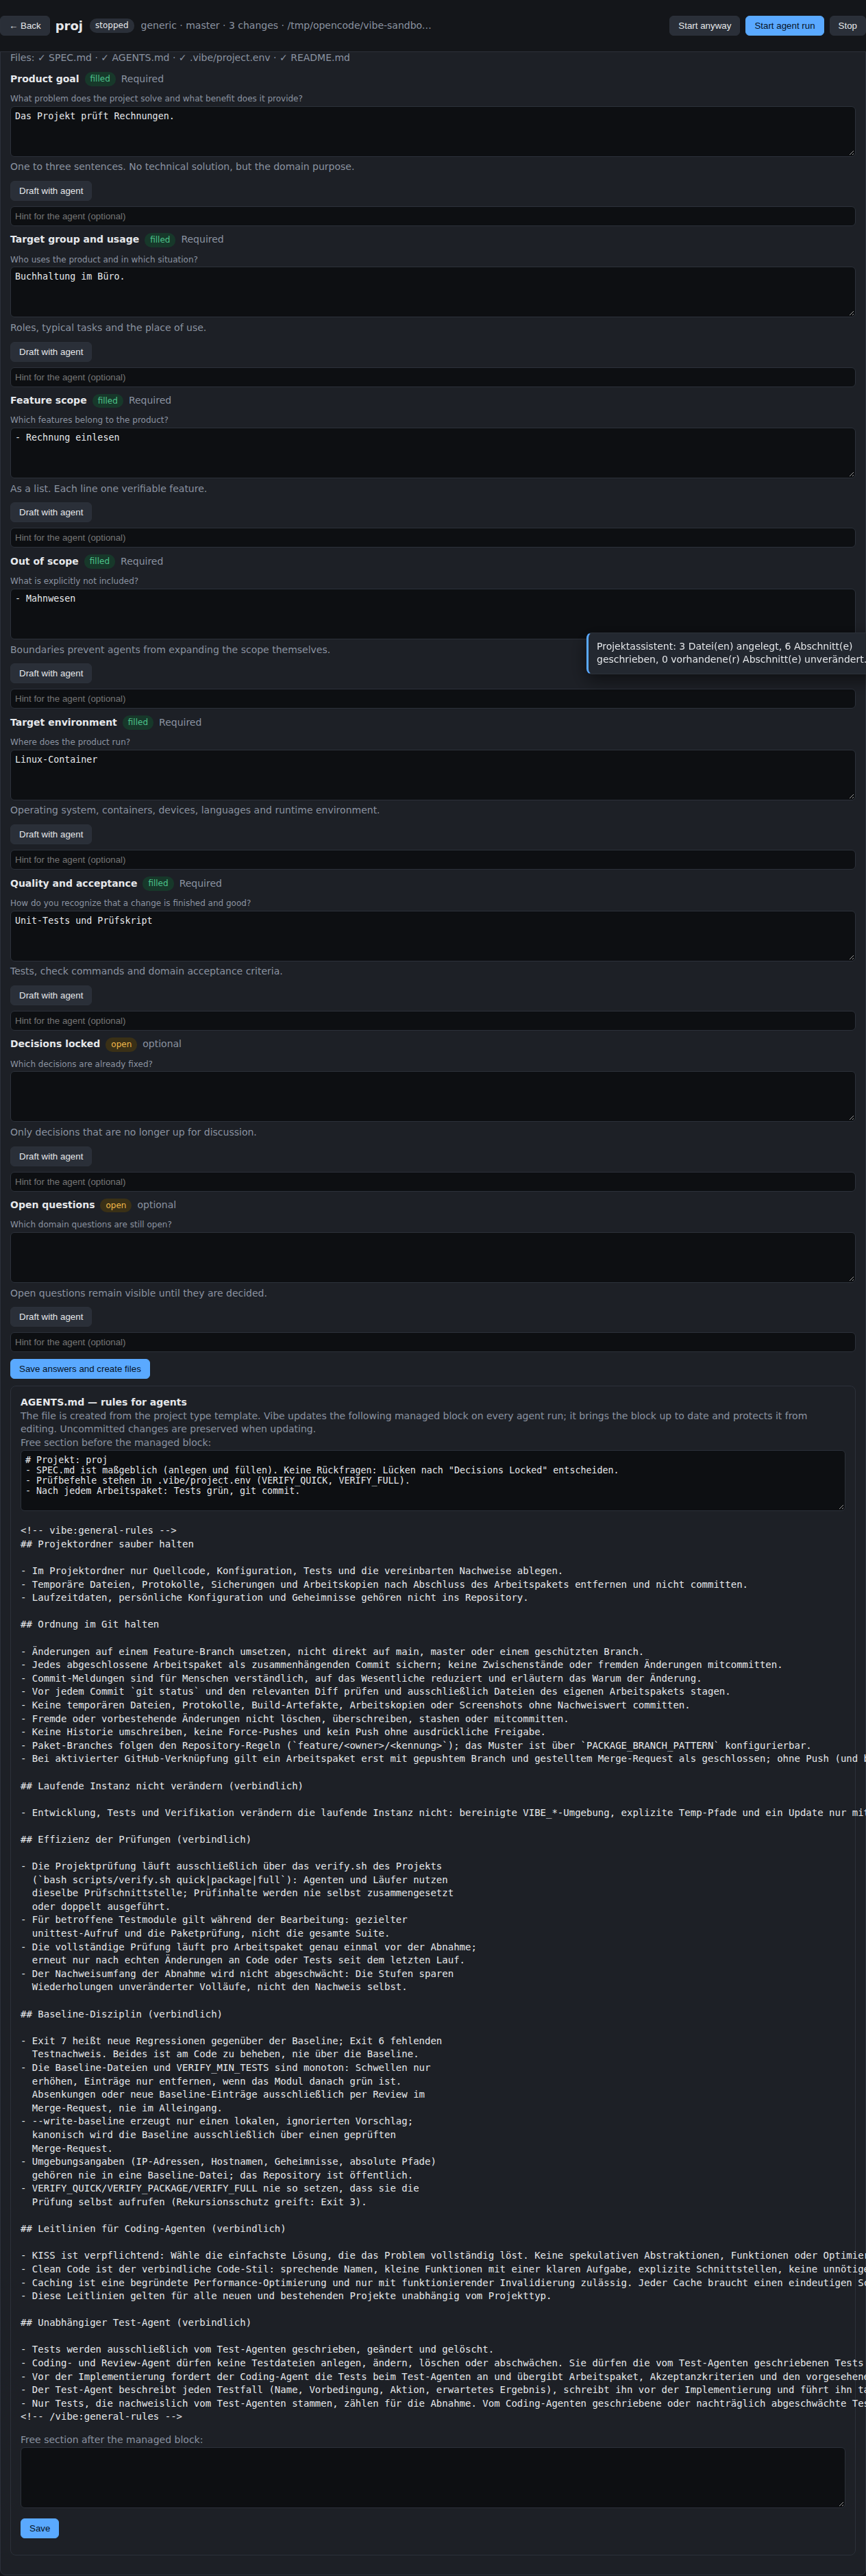 ← Back proj stopped generic · master · 3 changes · /tmp/opencode/vibe-sandbo… Start anyway Start agent run Stop
Files: ✓ SPEC.md · ✓ AGENTS.md · ✓ .vibe/project.env · ✓ README.md
Product goal filled Required
What problem does the project solve and what benefit does it provide?
Das Projekt prüft Rechnungen.
One to three sentences. No technical solution, but the domain purpose.
Draft with agent
Hint for the agent (optional)
Target group and usage filled Required
Who uses the product and in which situation?
Buchhaltung im Büro.
Roles, typical tasks and the place of use.
Draft with agent
Hint for the agent (optional)
Feature scope filled Required
Which features belong to the product?
- Rechnung einlesen
As a list. Each line one verifiable feature.
Draft with agent
Hint for the agent (optional)
Out of scope filled Required
What is explicitly not included?
- Mahnwesen
Boundaries prevent agents from expanding the scope themselves.
Projektassistent: 3 Datei(en) angelegt, 6 Abschnitt(e)
geschrieben, 0 vorhandene(r) Abschnitt(e) unverändert.
Draft with agent
Hint for the agent (optional)
Target environment filled Required
Where does the product run?
Linux-Container
Operating system, containers, devices, languages and runtime environment.
Draft with agent
Hint for the agent (optional)
Quality and acceptance filled Required
How do you recognize that a change is finished and good?
Unit-Tests und Prüfskript
Tests, check commands and domain acceptance criteria.
Draft with agent
Hint for the agent (optional)
Decisions locked open optional
Which decisions are already fixed?
Only decisions that are no longer up for discussion.
Draft with agent
Hint for the agent (optional)
Open questions open optional
Which domain questions are still open?
Open questions remain visible until they are decided.
Draft with agent
Hint for the agent (optional)
Save answers and create files
AGENTS.md — rules for agents
The file is created from the project type template. Vibe updates the following managed block on every agent run; it brings the block up to date and protects it from
editing. Uncommitted changes are preserved when updating.
Free section before the managed block:
# Projekt: proj
- SPEC.md ist maßgeblich (anlegen und füllen). Keine Rückfragen: Lücken nach "Decisions Locked" entscheiden.
- Prüfbefehle stehen in .vibe/project.env (VERIFY_QUICK, VERIFY_FULL).
- Nach jedem Arbeitspaket: Tests grün, git commit.
<!-- vibe:general-rules -->
## Projektordner sauber halten
- Im Projektordner nur Quellcode, Konfiguration, Tests und die vereinbarten Nachweise ablegen.
- Temporäre Dateien, Protokolle, Sicherungen und Arbeitskopien nach Abschluss des Arbeitspakets entfernen und nicht committen.
- Laufzeitdaten, persönliche Konfiguration und Geheimnisse gehören nicht ins Repository.
## Ordnung im Git halten
- Änderungen auf einem Feature-Branch umsetzen, nicht direkt auf main, master oder einem geschützten Branch.
- Jedes abgeschlossene Arbeitspaket als zusammenhängenden Commit sichern; keine Zwischenstände oder fremden Änderungen mitcommitten.
- Commit-Meldungen sind für Menschen verständlich, auf das Wesentliche reduziert und erläutern das Warum der Änderung.
- Vor jedem Commit `git status` und den relevanten Diff prüfen und ausschließlich Dateien des eigenen Arbeitspakets stagen.
- Keine temporären Dateien, Protokolle, Build-Artefakte, Arbeitskopien oder Screenshots ohne Nachweiswert committen.
- Fremde oder vorbestehende Änderungen nicht löschen, überschreiben, stashen oder mitcommitten.
- Keine Historie umschreiben, keine Force-Pushes und kein Push ohne ausdrückliche Freigabe.
- Paket-Branches folgen den Repository-Regeln (`feature/<owner>/<kennung>`); das Muster ist über `PACKAGE_BRANCH_PATTERN` konfigurierbar.
- Bei aktivierter GitHub-Verknüpfung gilt ein Arbeitspaket erst mit gepushtem Branch und gestelltem Merge-Request als geschlossen; ohne Push (und
## Laufende Instanz nicht verändern (verbindlich)
- Entwicklung, Tests und Verifikation verändern die laufende Instanz nicht: bereinigte VIBE_*-Umgebung, explizite Temp-Pfade und ein Update nur
## Effizienz der Prüfungen (verbindlich)
- Die Projektprüfung läuft ausschließlich über das verify.sh des Projekts
(`bash scripts/verify.sh quick|package|full`): Agenten und Läufer nutzen
dieselbe Prüfschnittstelle; Prüfinhalte werden nie selbst zusammengesetzt
oder doppelt ausgeführt.
- Für betroffene Testmodule gilt während der Bearbeitung: gezielter
unittest-Aufruf und die Paketprüfung, nicht die gesamte Suite.
- Die vollständige Prüfung läuft pro Arbeitspaket genau einmal vor der Abnahme;
erneut nur nach echten Änderungen an Code oder Tests seit dem letzten Lauf.
- Der Nachweisumfang der Abnahme wird nicht abgeschwächt: Die Stufen sparen
Wiederholungen unveränderter Volläufe, nicht den Nachweis selbst.
## Baseline-Disziplin (verbindlich)
- Exit 7 heißt neue Regressionen gegenüber der Baseline; Exit 6 fehlenden
Testnachweis. Beides ist am Code zu beheben, nie über die Baseline.
- Die Baseline-Dateien und VERIFY_MIN_TESTS sind monoton: Schwellen nur
erhöhen, Einträge nur entfernen, wenn das Modul danach grün ist.
Absenkungen oder neue Baseline-Einträge ausschließlich per Review im
Merge-Request, nie im Alleingang.
- --write-baseline erzeugt nur einen lokalen, ignorierten Vorschlag;
kanonisch wird die Baseline ausschließlich über einen geprüften
Merge-Request.
- Umgebungsangaben (IP-Adressen, Hostnamen, Geheimnisse, absolute Pfade)
gehören nie in eine Baseline-Datei; das Repository ist öffentlich.
- VERIFY_QUICK/VERIFY_PACKAGE/VERIFY_FULL nie so setzen, dass sie die
Prüfung selbst aufrufen (Rekursionsschutz greift: Exit 3).
## Leitlinien für Coding-Agenten (verbindlich)
- KISS ist verpflichtend: Wähle die einfachste Lösung, die das Problem vollständig löst. Keine spekulativen Abstraktionen, Funktionen oder
- Clean Code ist der verbindliche Code-Stil: sprechende Namen, kleine Funktionen mit einer klaren Aufgabe, explizite Schnittstellen, keine
- Caching ist eine begründete Performance-Optimierung und nur mit funktionierender Invalidierung zulässig. Jeder Cache braucht einen eindeutigen
- Diese Leitlinien gelten für alle neuen und bestehenden Projekte unabhängig vom Projekttyp.
## Unabhängiger Test-Agent (verbindlich)
- Tests werden ausschließlich vom Test-Agenten geschrieben, geändert und gelöscht.
- Coding- und Review-Agent dürfen keine Testdateien anlegen, ändern, löschen oder abschwächen. Sie dürfen die vom Test-Agenten geschriebenen Tests
- Vor der Implementierung fordert der Coding-Agent die Tests beim Test-Agenten an und übergibt Arbeitspaket, Akzeptanzkriterien und den
- Der Test-Agent beschreibt jeden Testfall (Name, Vorbedingung, Aktion, erwartetes Ergebnis), schreibt ihn vor der Implementierung und führt ihn
- Nur Tests, die nachweislich vom Test-Agenten stammen, zählen für die Abnahme. Vom Coding-Agenten geschriebene oder nachträglich abgeschwächte
<!-- /vibe:general-rules -->
Free section after the managed block:
Save